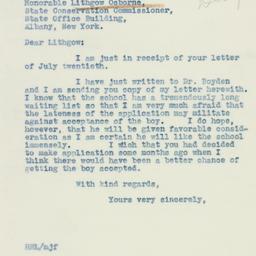 Honorable Lithgow Osborne,
State Conservation Commissioner,
State Office Building,
Albany, New York.
Dear Lithgow:
I am just in receipt of your letter
of July twentieth.
I have just written to Dr. Boyden
and I am sending you copy of my letter herewith.
I know that the school has a tremendously long
waiting list so that I am very much afraid that
the lateness of the application may militate
against acceptance of the boy. I do hope,
however, that he will be given favorable consid-
eration as I am certain he will like the school
immensely. I wish that you had decided
to make application some months ago when I
think there would have been a better chance of
getting the boy accepted.
With kind regards,
Yours very sincerely,
HML/mjf